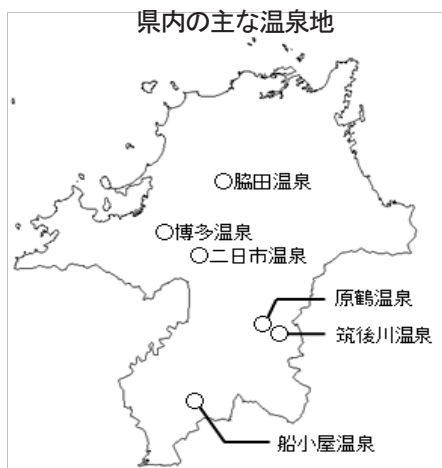 県内の主な温泉地
脇田温泉
博多温泉
二日市温泉
原鶴温泉
筑後川温泉
船小屋温泉